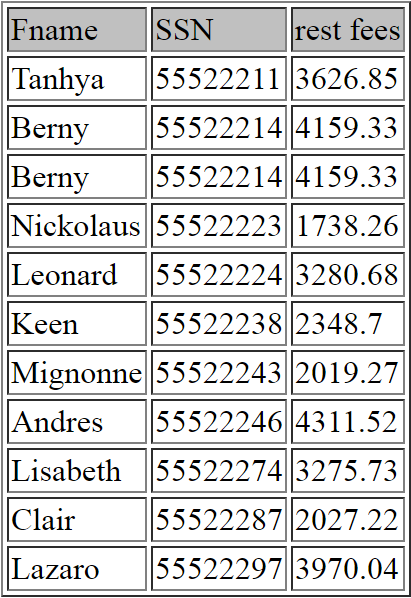 Fname SSN rest fees
Tanhya 55522211 3626.85
Berny 55522214 4159.33
Berny 55522214 4159.33
Nickolaus 55522223 1738.26
Leonard 55522224 3280.68
Keen 55522238 2348.7
Mignonne 55522243 2019.27
Andres 55522246 4311.52
Lisabeth 55522274 3275.73
Clair 55522287 2027.22
Lazaro 55522297 3970.04